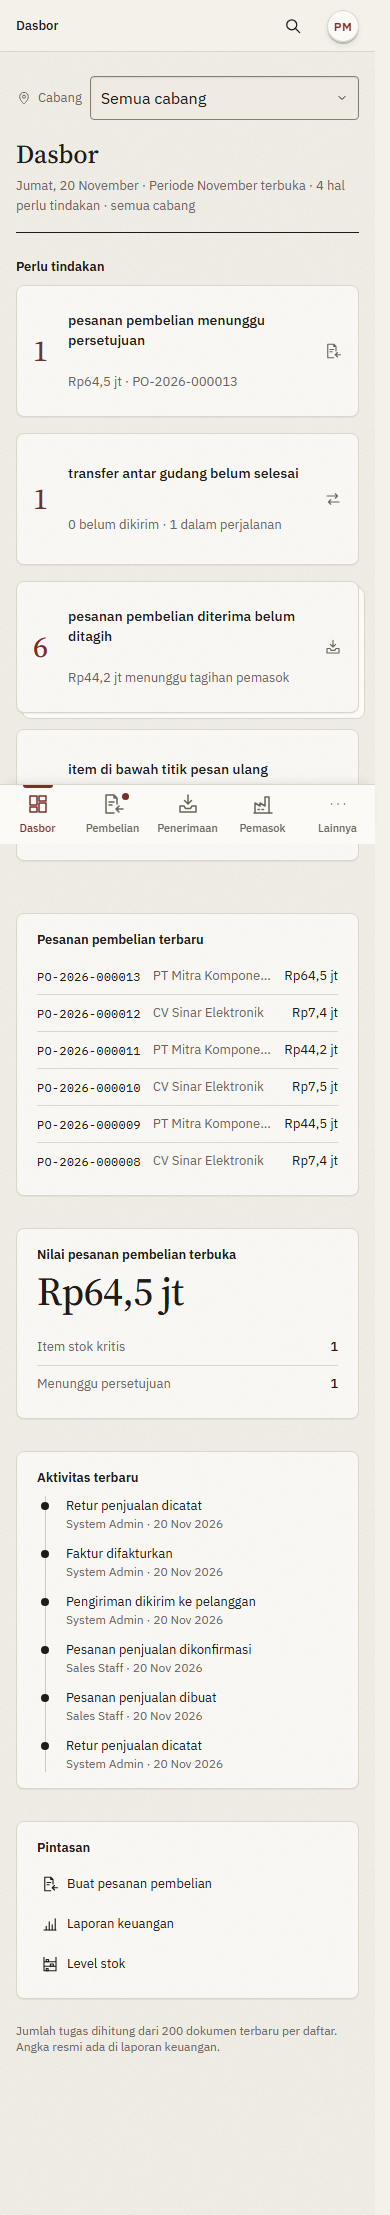 Dasbor
PM
Cabang
Semua cabang
Dasbor
Jumat, 20 November · Periode November terbuka · 4 hal
perlu tindakan · semua cabang
Perlu tindakan
1
pesanan pembelian menunggu
persetujuan
Rp64,5 jt · PO-2026-000013
1
transfer antar gudang belum selesai
0 belum dikirim · 1 dalam perjalanan
6
pesanan pembelian diterima belum
ditagih
Rp44,2 jt menunggu tagihan pemasok
item di bawah titik pesan ulang
Dasbor
Pembelian
Penerimaan
Pemasok
Lainnya
Pesanan pembelian terbaru
PO-2026-000013 PT Mitra Kompone... Rp64,5 jt
PO-2026-000012 CV Sinar Elektronik Rp7,4 jt
PO-2026-000011 PT Mitra Kompone... Rp44,2 jt
PO-2026-000010 CV Sinar Elektronik Rp7,5 jt
PO-2026-000009 PT Mitra Kompone... Rp44,5 jt
PO-2026-000008 CV Sinar Elektronik Rp7,4 jt
Nilai pesanan pembelian terbuka
Rp64,5 jt
Item stok kritis 1
Menunggu persetujuan 1
Aktivitas terbaru
Retur penjualan dicatat
System Admin · 20 Nov 2026
Faktur difakturkan
System Admin · 20 Nov 2026
Pengiriman dikirim ke pelanggan
System Admin · 20 Nov 2026
Pesanan penjualan dikonfirmasi
Sales Staff · 20 Nov 2026
Pesanan penjualan dibuat
Sales Staff · 20 Nov 2026
Retur penjualan dicatat
System Admin · 20 Nov 2026
Pintasan
Buat pesanan pembelian
Laporan keuangan
Level stok
Jumlah tugas dihitung dari 200 dokumen terbaru per daftar.
Angka resmi ada di laporan keuangan.